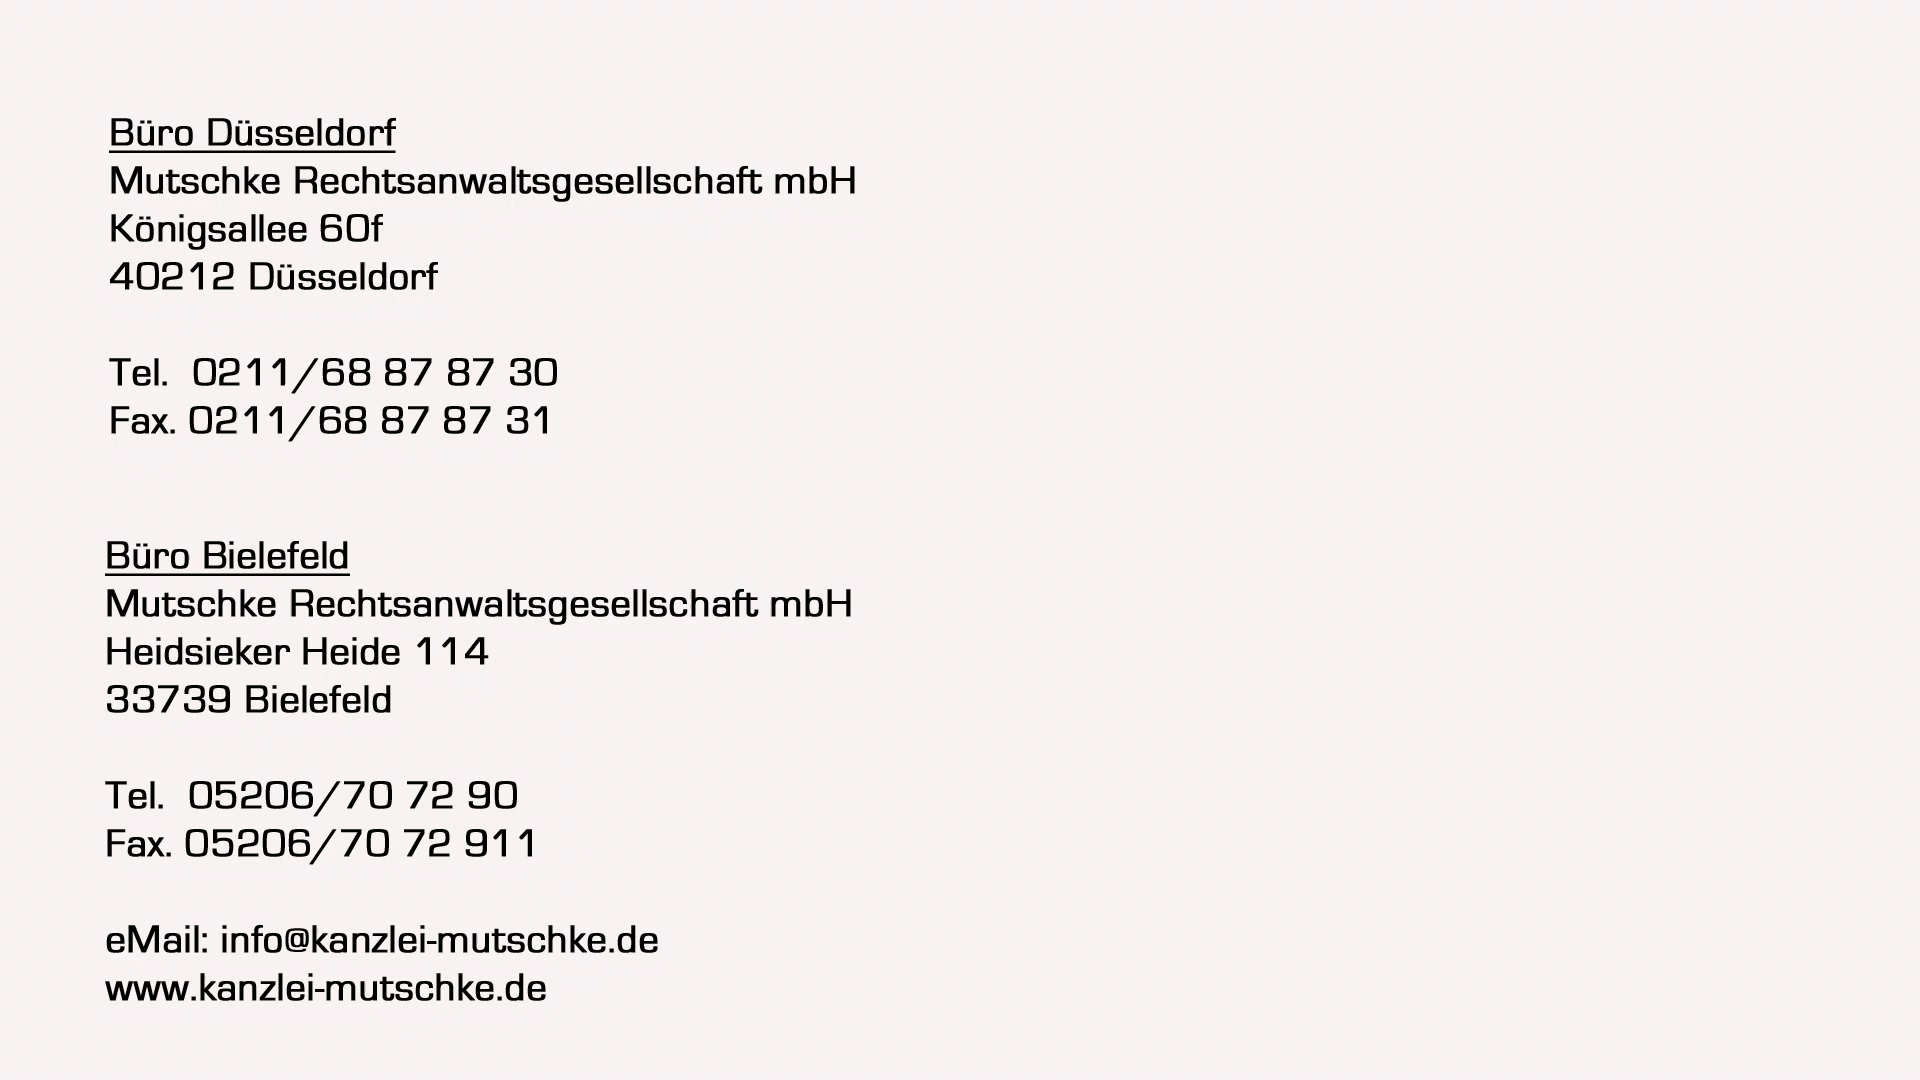 Büro Düsseldorf
Mutschke Rechtsanwaltsgesellschaft mbH
Königsallee 60f
40212 Düsseldorf
Tel.  0211/68 87 87 30
Fax. 0211/68 87 87 31
Büro Bielefeld
Mutschke Rechtsanwaltsgesellschaft mbH
Heidsieker Heide 114
33739 Bielefeld
Tel.  05206/70 72 90
Fax. 05206/70 72 911
eMail: info@kanzlei-mutschke.de
www.kanzlei-mutschke.de